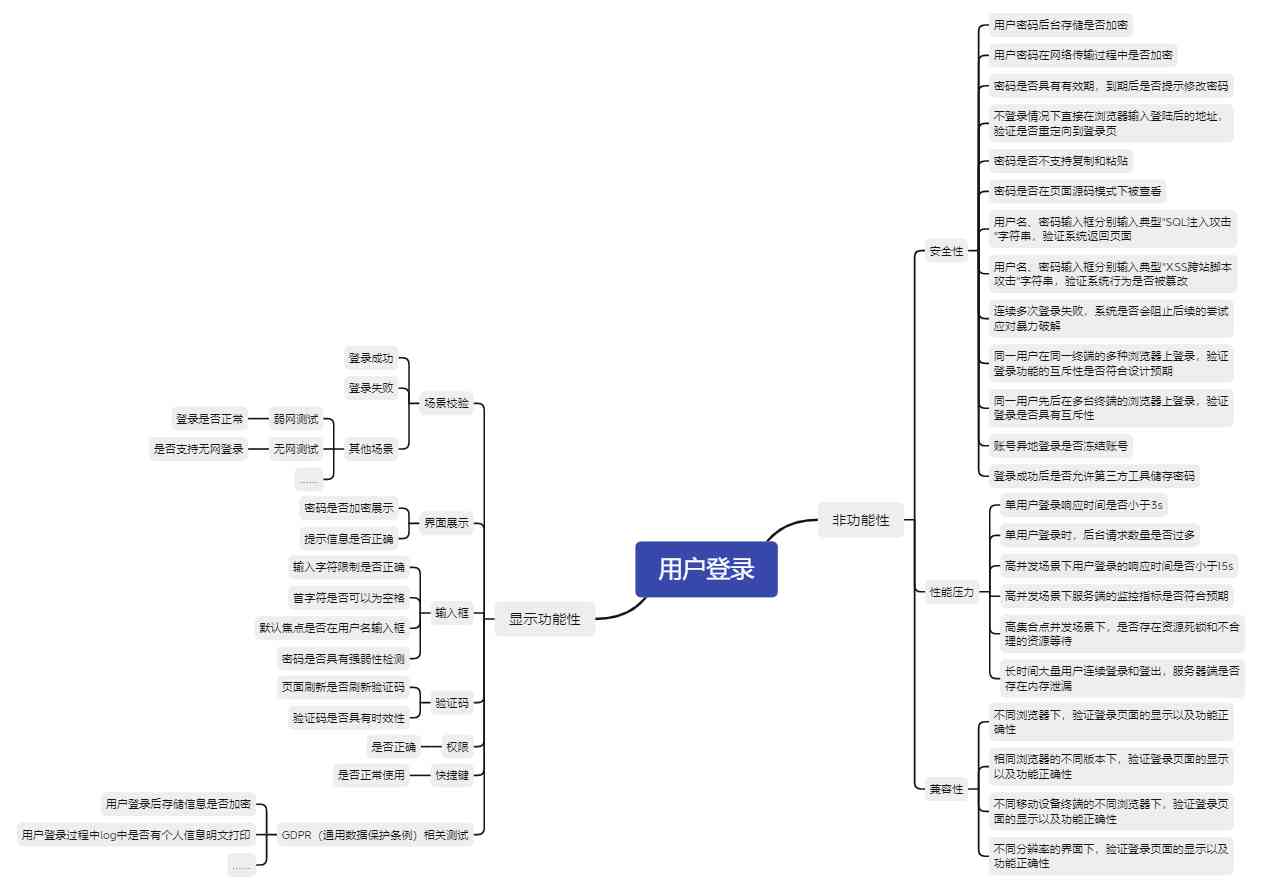 用户登录
非功能性
安全性
用户密码后台存储是否加密
用户密码在网络传输过程中是否加密
密码是否具有有效期，到期后是否提示修改密码
不登录情况下直接在浏览器输入登陆后的地址，
验证是否重定向到登录页
密码是否不支持复制和粘贴
密码是否在页面源码模式下被查看
用户名、密码输入框分别输入典型"SQL注入攻击
"字符串，验证系统返回页面
用户名、密码输入框分别输入典型"XSS跨站脚本
攻击"字符串，验证系统行为是否被篡改
连续多次登录失败，系统是否会阻止后续的尝试
应对暴力破解
同一用户在同一终端的多种浏览器上登录，验证
登录功能的互斥性是否符合设计预期
同一用户先后在多台终端的浏览器上登录，验证
登录是否具有互斥性
账号异地登录是否冻结账号
登录成功后是否允许第三方工具储存密码
性能压力
单用户登录响应时间是否小于3s
单用户登录时，后台请求数量是否过多
高并发场景下用户登录的响应时间是否小于15s
高并发场景下服务端的监控指标是否符合预期
高集合点并发场景下，是否存在资源死锁和不合
理的资源等待
长时间大量用户连续登录和登出，服务器端是否
存在内存泄漏
兼容性
不同浏览器下，验证登录页面的显示以及功能正
确性
相同浏览器的不同版本下，验证登录页面的显示
以及功能正确性
不同移动设备终端的不同浏览器下，验证登录页
面的显示以及功能正确性
不同分辨率的界面下，验证登录页面的显示以及
功能正确性
显示功能性
场景校验
登录成功
登录失败
其他场景
弱网测试
登录是否正常
无网测试
是否支持无网登录
......
界面展示
密码是否加密展示
提示信息是否正确
输入框
输入字符限制是否正确
首字符是否可以为空格
默认焦点是否在用户名输入框
密码是否具有强弱性检测
验证码
页面刷新是否刷新验证码
验证码是否具有时效性
权限
是否正确
快捷键
是否正常使用
GDPR（通用数据保护条例）相关测试
用户登录后存储信息是否加密
用户登录过程中log中是否有个人信息明文打印
......